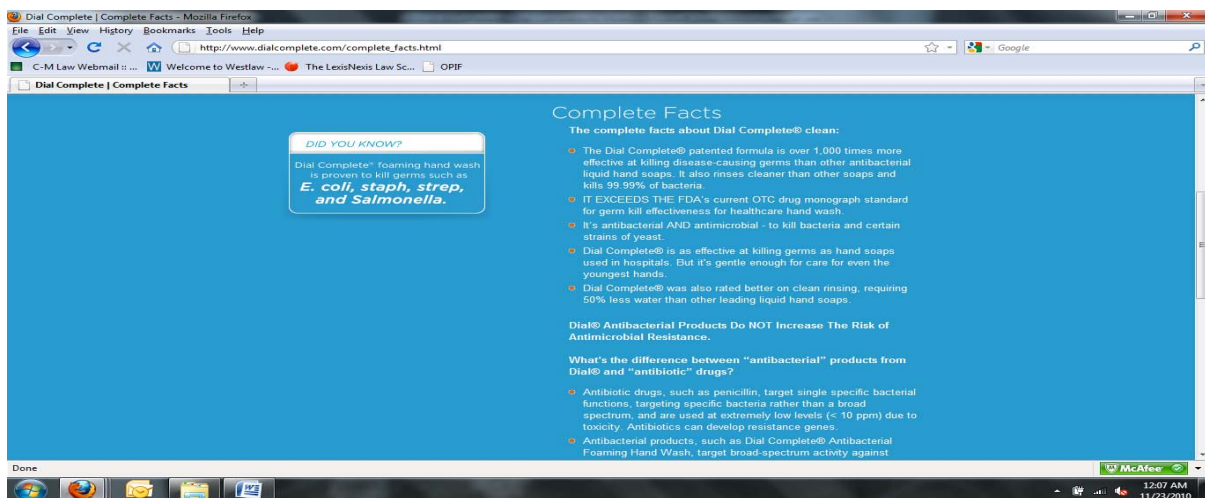 Dial Complete | Complete Facts - Mozilla Firefox
File Edit View History Bookmarks Tools Help
http://www.dialcomplete.com/complete_facts.html
Google
C-M Law Webmail :: ... Welcome to Westlaw -... The LexisNexis Law Sc... OPIF
Dial Complete | Complete Facts
DID YOU KNOW?
Dial Complete® foaming hand wash
is proven to kill germs such as
E. coli, staph, strep,
and Salmonella.
Complete Facts
The complete facts about Dial Complete® clean:
The Dial Complete® patented formula is over 1,000 times more
effective at killing disease-causing germs than other antibacterial
liquid hand soaps. It also rinses cleaner than other soaps and
kills 99.99% of bacteria.
IT EXCEEDS THE FDA's current OTC drug monograph standard
for germ kill effectiveness for healthcare hand wash.
It's antibacterial AND antimicrobial - to kill bacteria and certain
strains of yeast.
Dial Complete® is as effective at killing germs as hand soaps
used in hospitals. But it's gentle enough for care for even the
youngest hands.
Dial Complete® was also rated better on clean rinsing, requiring
50% less water than other leading liquid hand soaps.
Dial® Antibacterial Products Do NOT Increase The Risk of
Antimicrobial Resistance.
What's the difference between “antibacterial” products from
Dial® and “antibiotic” drugs?
Antibiotic drugs, such as penicillin, target single specific bacterial
functions, targeting specific bacteria rather than a broad
spectrum, and are used at extremely low levels (< 10 ppm) due to
toxicity. Antibiotics can develop resistance genes.
Antibacterial products, such as Dial Complete® Antibacterial
Foaming Hand Wash, target broad-spectrum activity against
Done
McAfee
12:07 AM
11/23/2010